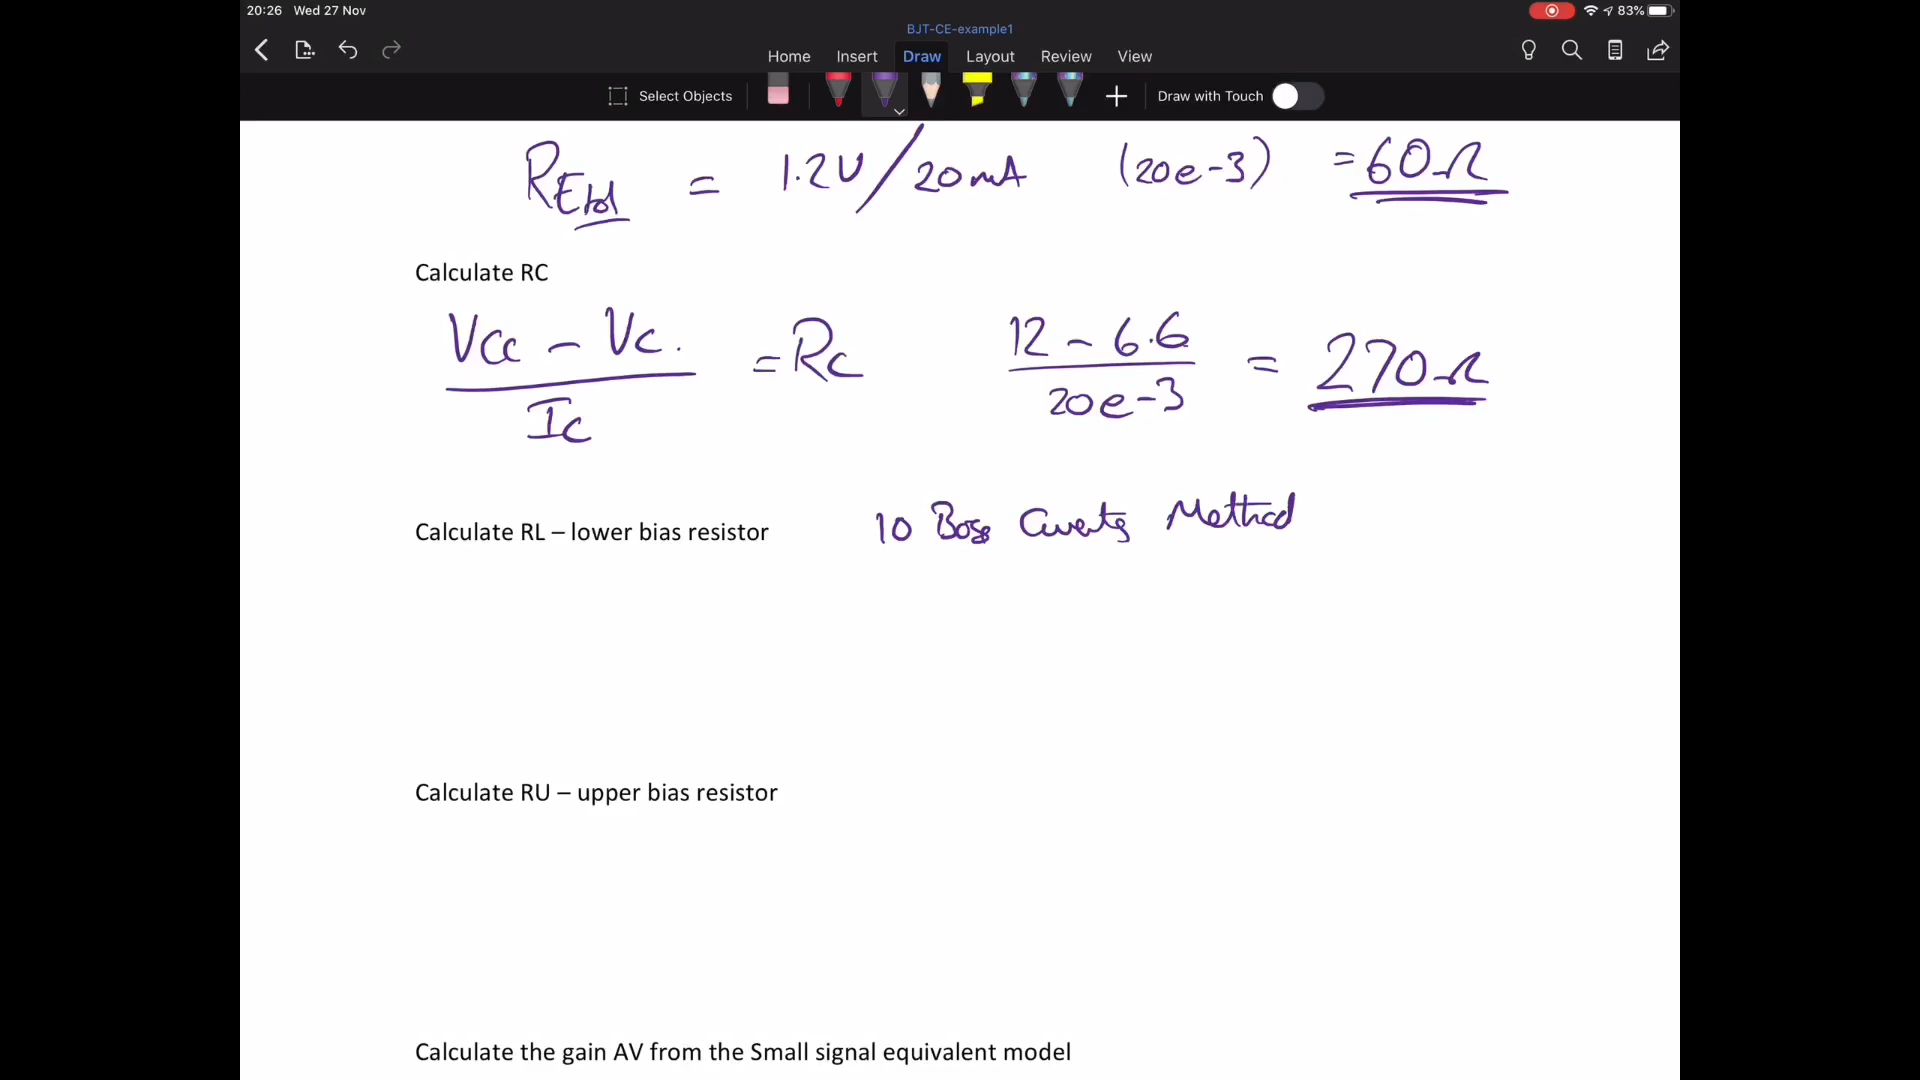 20:26 Wed 27 Nov
83%
BJT-CE-example1
Home Insert Draw Layout Review View
Select Objects
Draw with Touch
RE = 1.2V/20mA (20e-3) = 60Ω
Calculate RC
Vcc - Vc. = Rc 12 - 6.6 = 270Ω
Ic 20e-3
Calculate RL – lower bias resistor 10 Base Currents Method
Calculate RU – upper bias resistor
Calculate the gain AV from the Small signal equivalent model